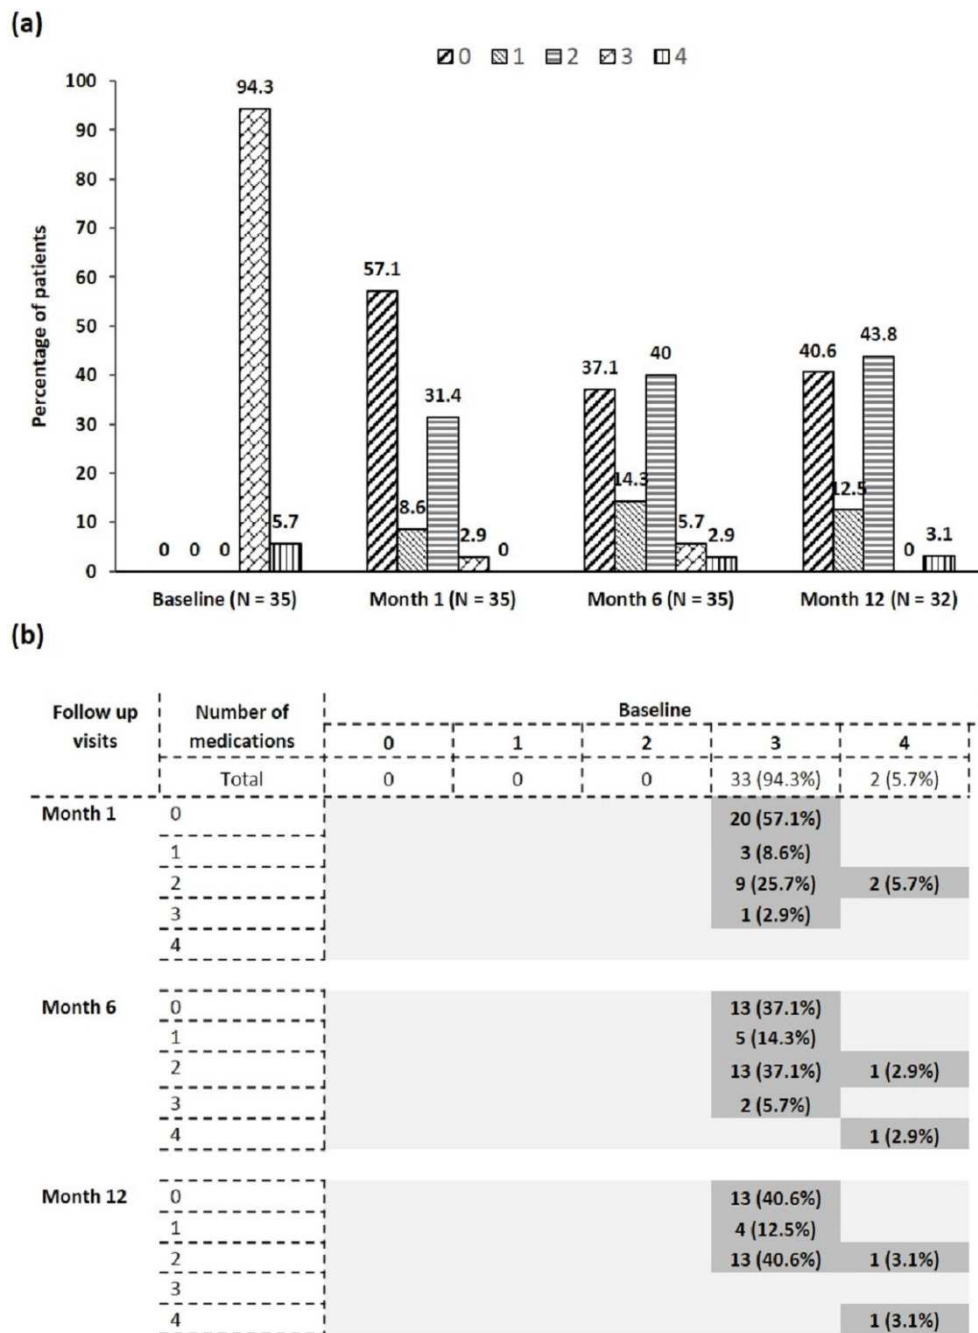 (a)
0 1 2 3 4
Percentage of patients
100
90
80
70
60
50
40
30
20
10
0
0 0 0 94.3 5.7
57.1 8.6 31.4 2.9 0
37.1 14.3 40 5.7 2.9
40.6 12.5 43.8 0 3.1
Baseline (N = 35) Month 1 (N = 35) Month 6 (N = 35) Month 12 (N = 32)
(b)
Follow up visits Number of medications Baseline
0 1 2 3 4
Total 0 0 0 33 (94.3%) 2 (5.7%)
Month 1 0 20 (57.1%)
1 3 (8.6%)
2 9 (25.7%) 2 (5.7%)
3 1 (2.9%)
4
Month 6 0 13 (37.1%)
1 5 (14.3%)
2 13 (37.1%) 1 (2.9%)
3 2 (5.7%)
4 1 (2.9%)
Month 12 0 13 (40.6%)
1 4 (12.5%)
2 13 (40.6%) 1 (3.1%)
3
4 1 (3.1%)